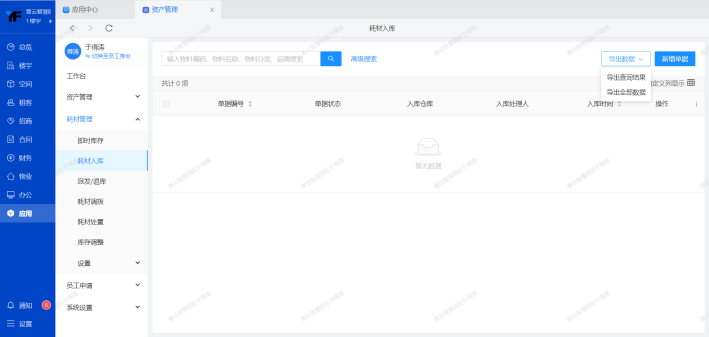 应用中心
资产管理
1 楼宇
耗材入库
于得涛
切换至员工身份
总览
楼宇
空间
租客
招商
合同
财务
物业
办公
应用
通知
6
设置
工作台
资产管理
耗材管理
即时库存
耗材入库
派发/退库
耗材调拨
耗材处置
库存调整
设置
员工申请
系统设置
输入物料编码、物料名称、物料分类、品牌搜索
高级搜索
导出数据
新增单据
导出查询结果
导出全部数据
共计 0 项
定义列显示
单据编号
单据状态
入库仓库
入库处理人
入库时间
操作
暂无数据